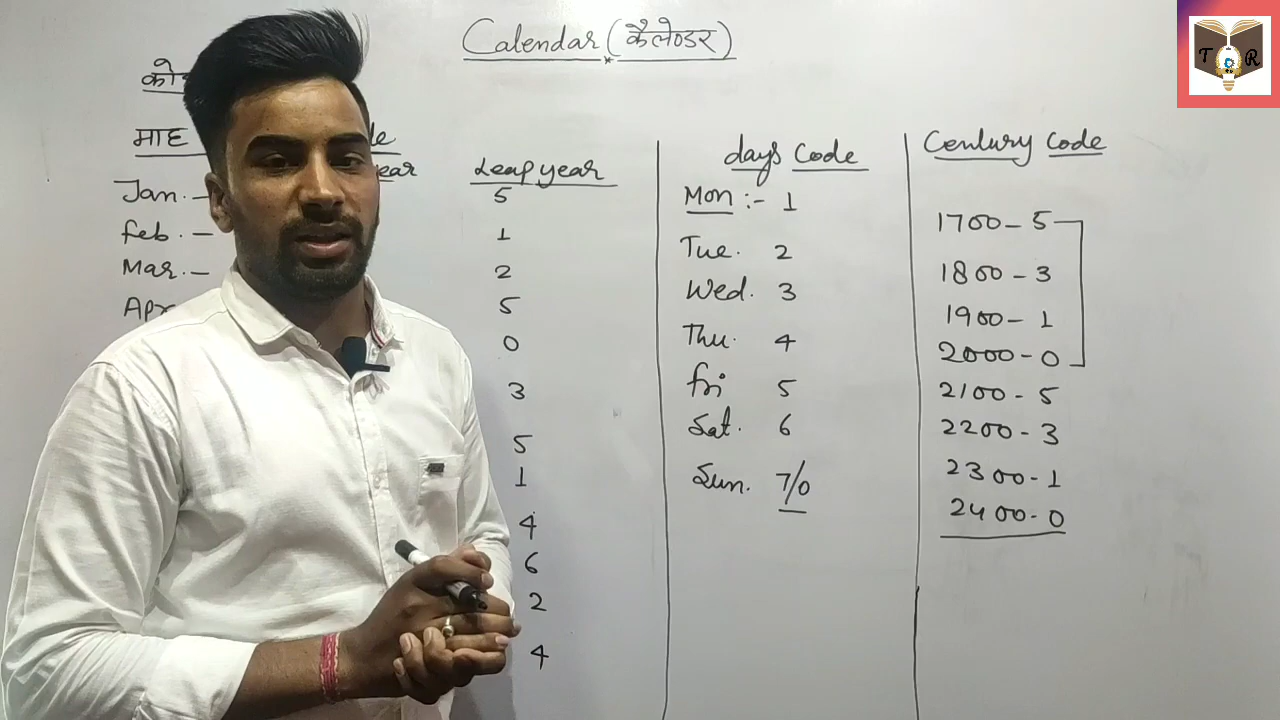 Calendar (कैलेण्डर)
माह
Leap year
Jan. -
5
feb. -
1
Mar. -
2
Apr
5
0
3
5
1
4
6
2
4
days Code
Mon :- 1
Tue. 2
Wed. 3
Thu. 4
fri 5
Sat. 6
Sun. 7/0
Century Code
1700 - 5
1800 - 3
1900 - 1
2000 - 0
2100 - 5
2200 - 3
2300 - 1
2400 - 0
T R